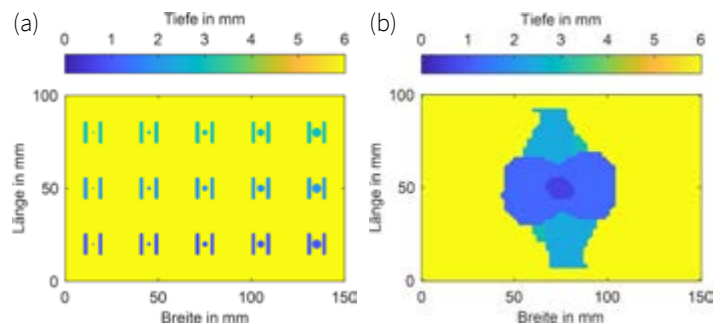 (a)
Tiefe in mm
0 1 2 3 4 5 6
Länge in mm
100
50
0
0 50 100 150
Breite in mm
(b)
Tiefe in mm
0 1 2 3 4 5 6
Länge in mm
100
50
0
0 50 100 150
Breite in mm